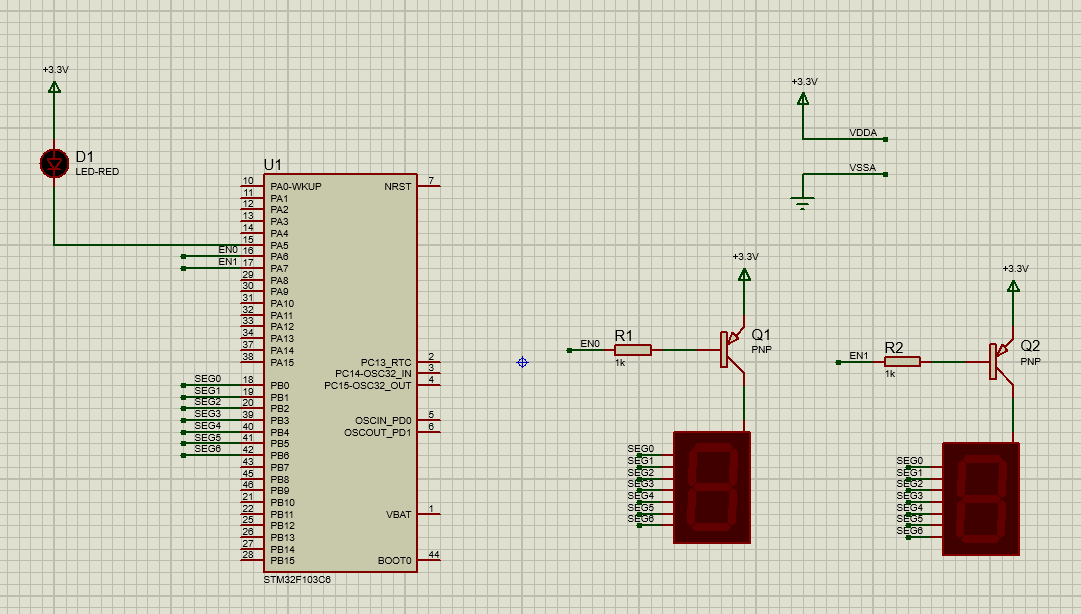 +3.3V
D1
LED-RED
U1
10 PA0-WKUP
11 PA1
12 PA2
13 PA3
14 PA4
15 PA5
EN0 16 PA6
EN1 17 PA7
29 PA8
30 PA9
31 PA10
32 PA11
33 PA12
34 PA13
37 PA14
38 PA15
SEG0 18 PB0
SEG1 19 PB1
SEG2 20 PB2
SEG3 39 PB3
SEG4 40 PB4
SEG5 41 PB5
SEG6 42 PB6
43 PB7
45 PB8
46 PB9
21 PB10
22 PB11
25 PB12
26 PB13
27 PB14
28 PB15
NRST 7
PC13_RTC 2
PC14-OSC32_IN 3
PC15-OSC32_OUT 4
OSCIN_PD0 5
OSCOUT_PD1 6
VBAT 1
BOOT0 44
STM32F103C6
+3.3V
VDDA
VSSA
+3.3V
EN0
R1
1k
Q1
PNP
SEG0
SEG1
SEG2
SEG3
SEG4
SEG5
SEG6
+3.3V
EN1
R2
1k
Q2
PNP
SEG0
SEG1
SEG2
SEG3
SEG4
SEG5
SEG6